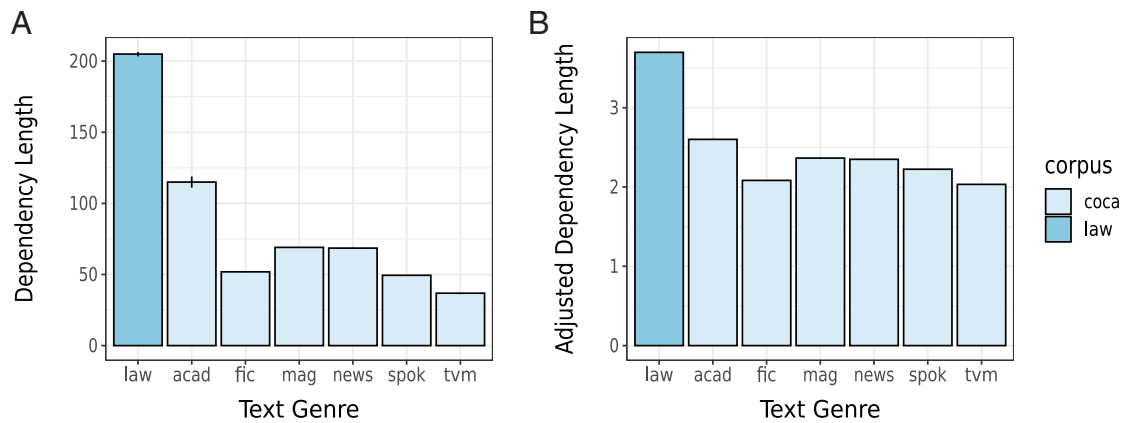 A
Dependency Length
200
150
100
50
0
law acad fic mag news spok tvm
Text Genre
B
Adjusted Dependency Length
3
2
1
0
law acad fic mag news spok tvm
Text Genre
corpus
coca
law